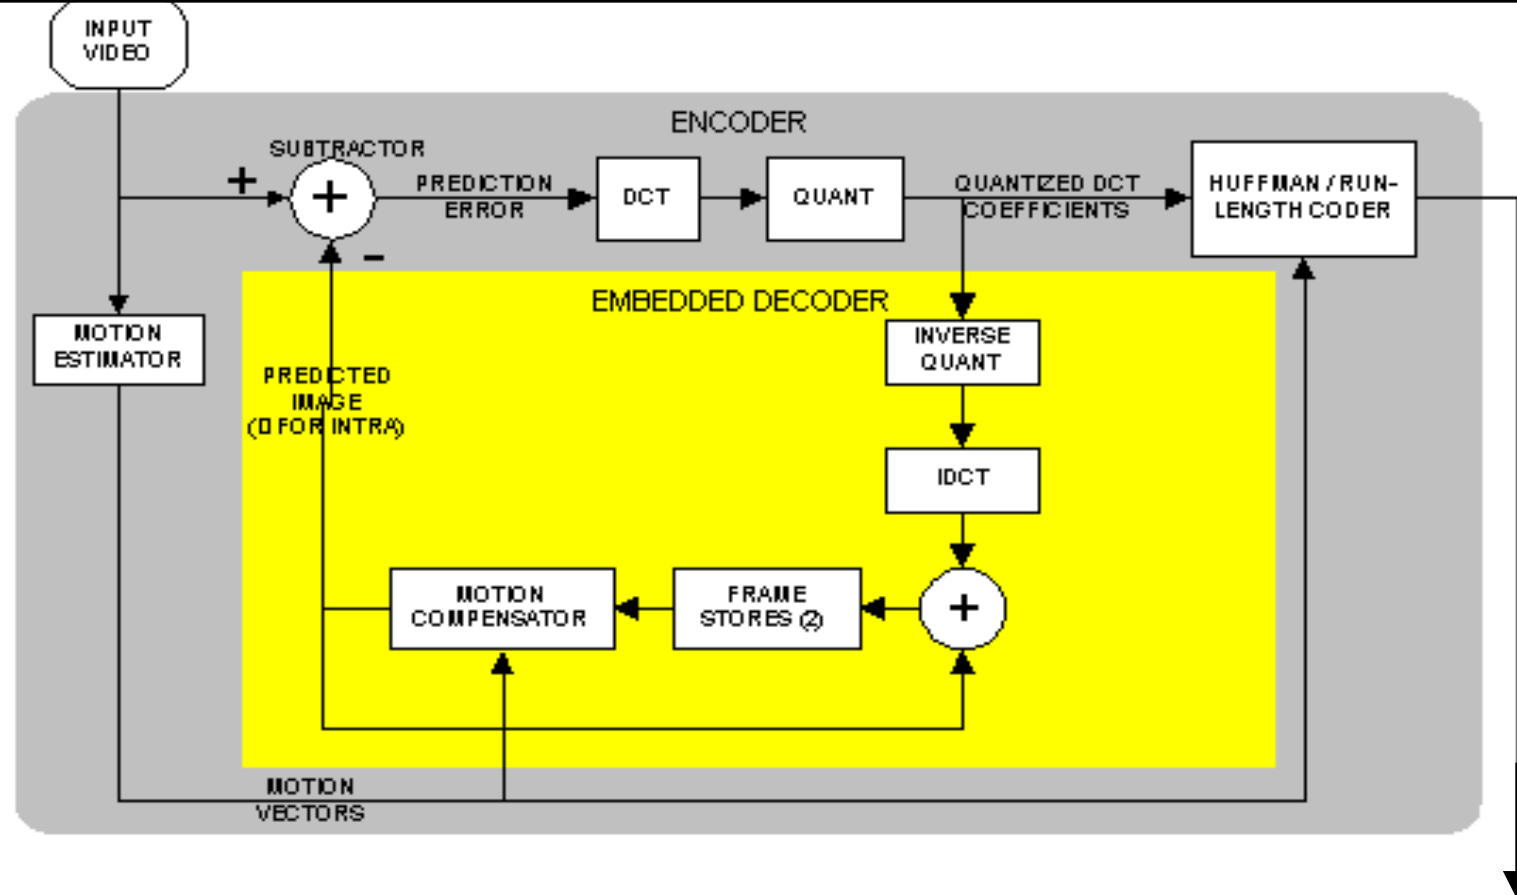 INPUT
VIDEO
ENCODER
SUBTRACTOR
+
+
PREDICTION
ERROR
DCT
QUANT
QUANTIZED DCT
COEFFICIENTS
HUFFMAN / RUN-
LENGTH CODER
−
EMBEDDED DECODER
MOTION
ESTIMATOR
INVERSE
QUANT
PREDICTED
IMAGE
(0 FOR INTRA)
IDCT
MOTION
COMPENSATOR
FRAME
STORES (2)
+
MOTION
VECTORS